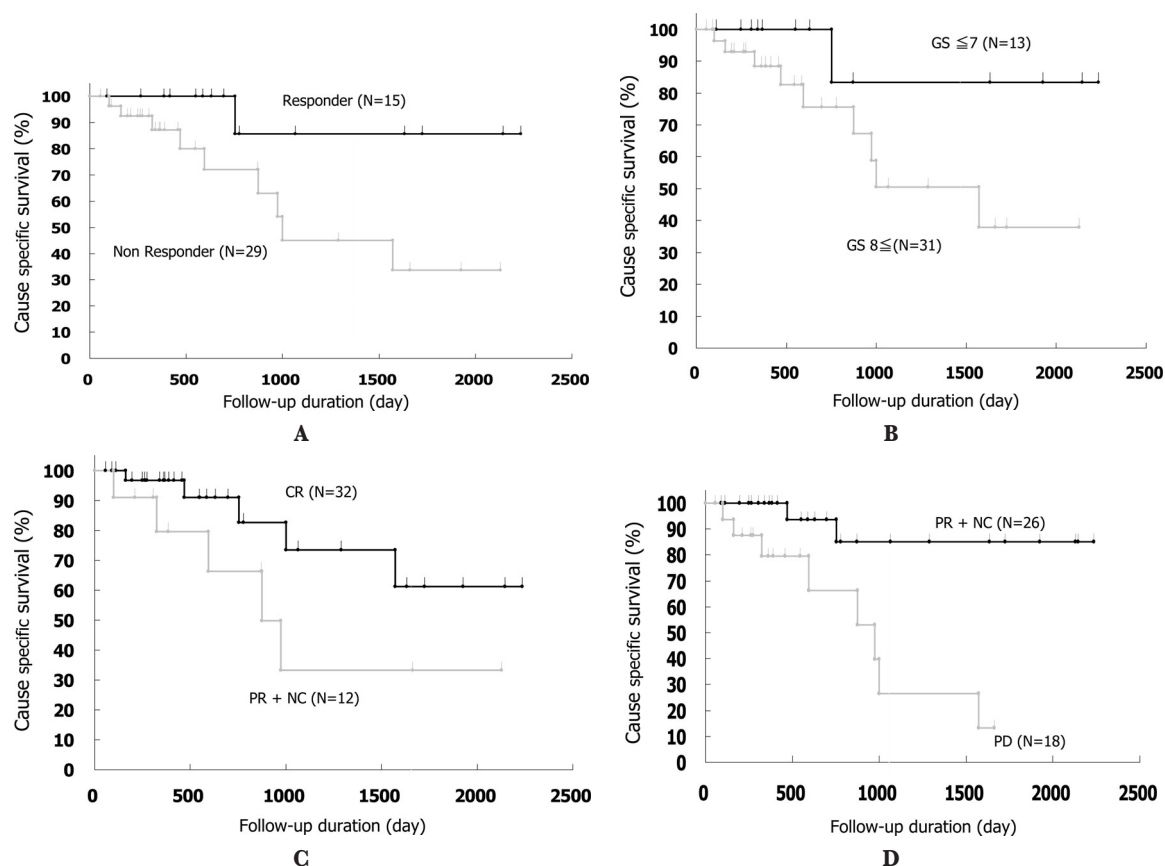 Cause specific survival (%)
100
90
80
70
60
50
40
30
20
10
0
Responder (N=15)
Non Responder (N=29)
0 500 1000 1500 2000 2500
Follow-up duration (day)
A
Cause specific survival (%)
100
90
80
70
60
50
40
30
20
10
0
GS ≦7 (N=13)
GS 8≦(N=31)
0 500 1000 1500 2000 2500
Follow-up duration (day)
B
Cause specific survival (%)
100
90
80
70
60
50
40
30
20
10
0
CR (N=32)
PR + NC (N=12)
0 500 1000 1500 2000 2500
Follow-up duration (day)
C
Cause specific survival (%)
100
90
80
70
60
50
40
30
20
10
0
PR + NC (N=26)
PD (N=18)
0 500 1000 1500 2000 2500
Follow-up duration (day)
D